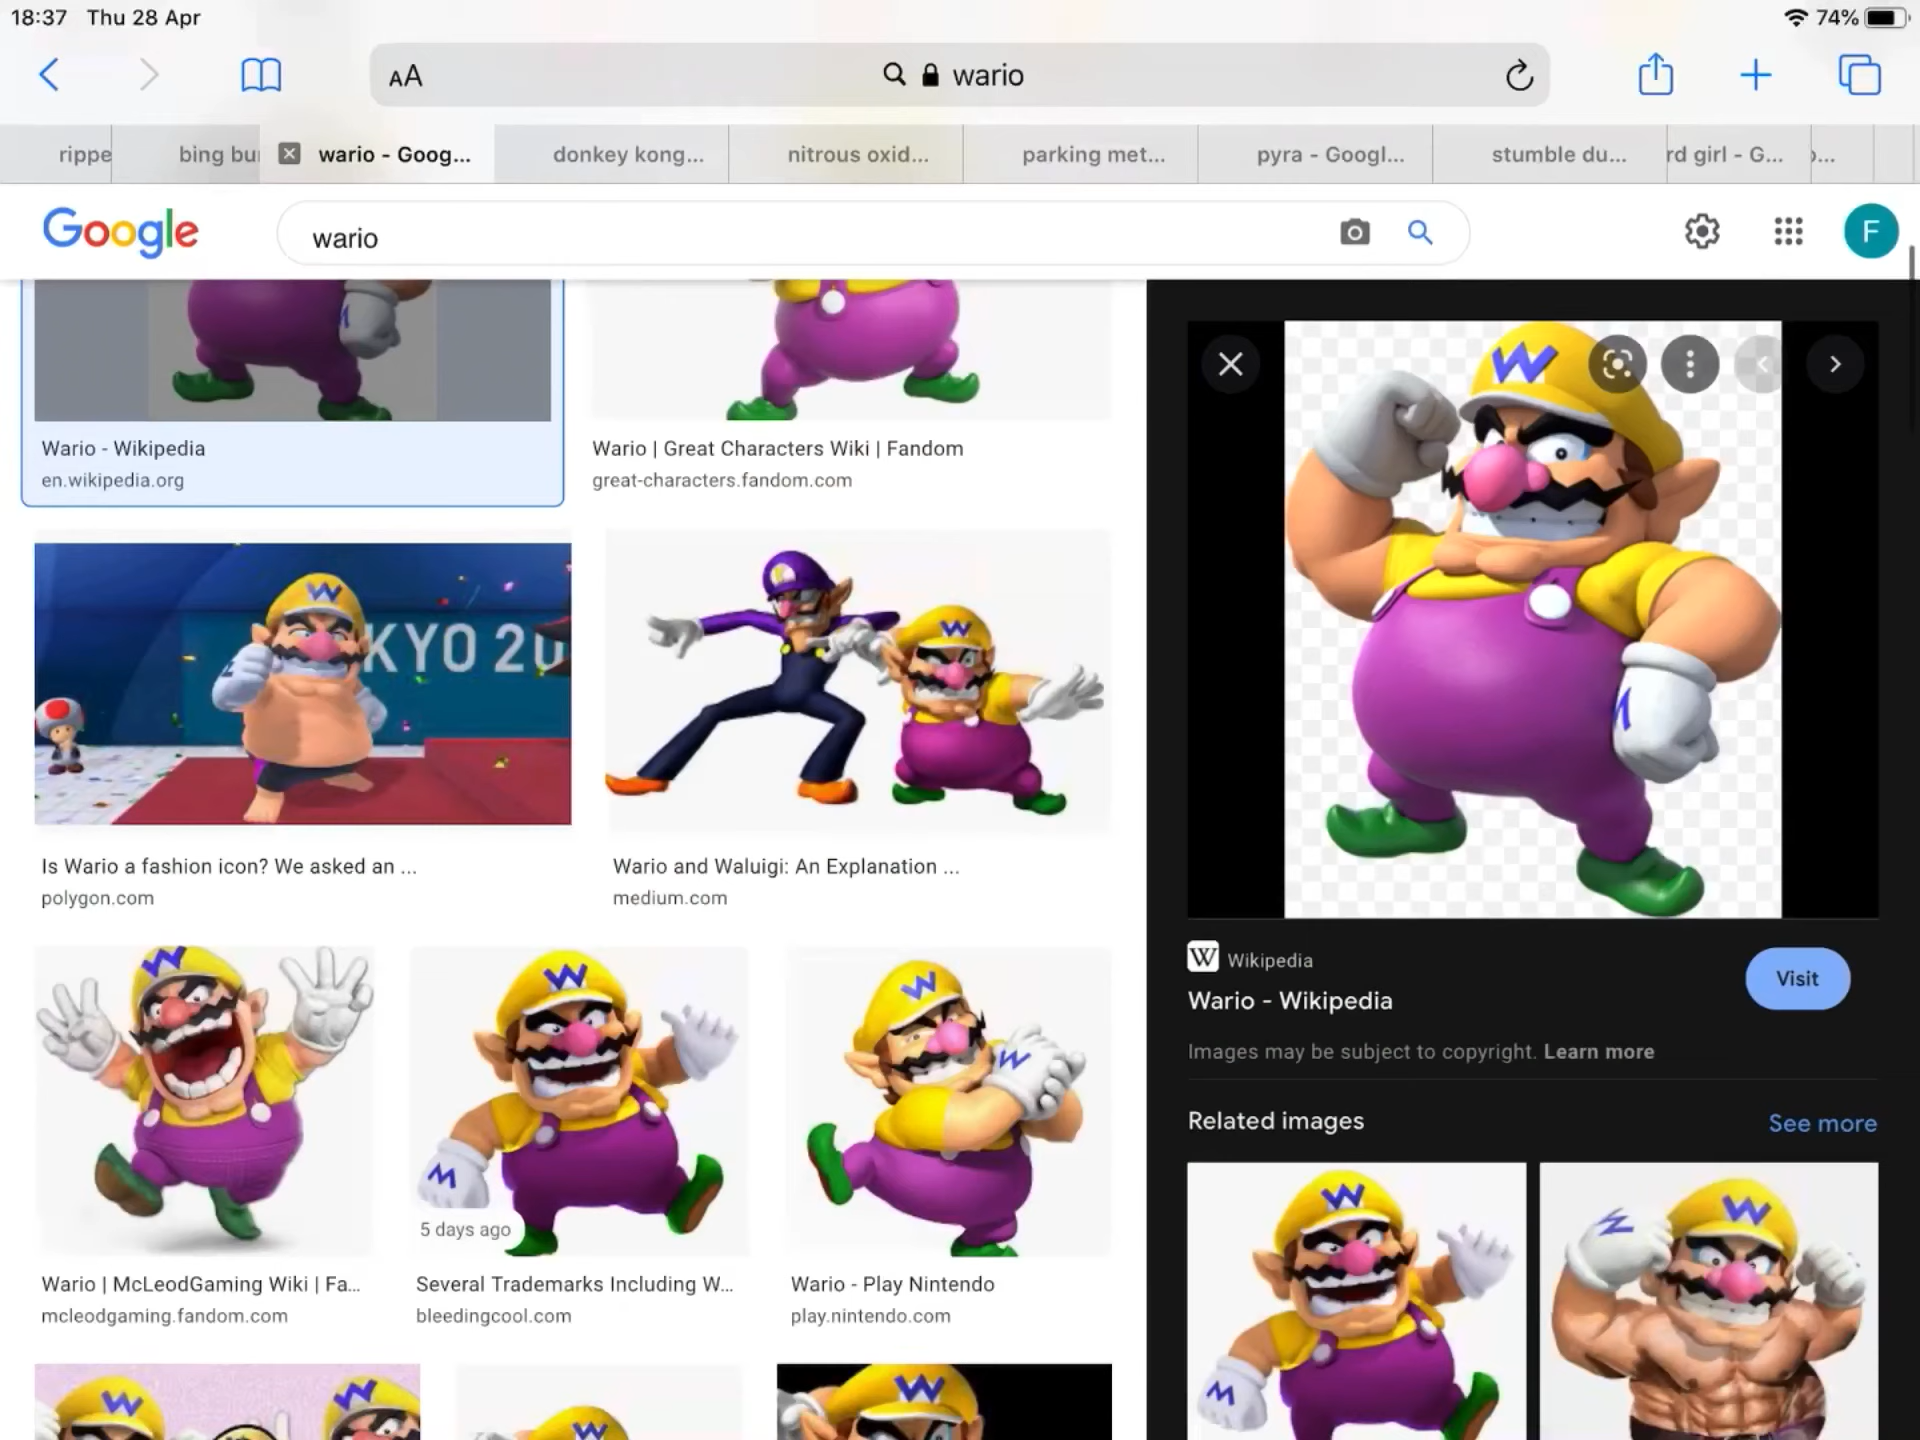 18:37 Thu 28 Apr
74%
AA
wario
rippe
bing bu
wario - Goog...
donkey kong...
nitrous oxid...
parking met...
pyra - Googl...
stumble du...
rd girl - G...
Google
wario
F
Wario - Wikipedia
en.wikipedia.org
Wario | Great Characters Wiki | Fandom
great-characters.fandom.com
W
KYO 20
W
Is Wario a fashion icon? We asked an ...
polygon.com
Wario and Waluigi: An Explanation ...
medium.com
W
W
W
W
5 days ago
Wario | McLeodGaming Wiki | Fa...
mcleodgaming.fandom.com
Several Trademarks Including W...
bleedingcool.com
Wario - Play Nintendo
play.nintendo.com
W
W
W
W
W
W Wikipedia
Wario - Wikipedia
Visit
Images may be subject to copyright. Learn more
Related images
See more
W
W